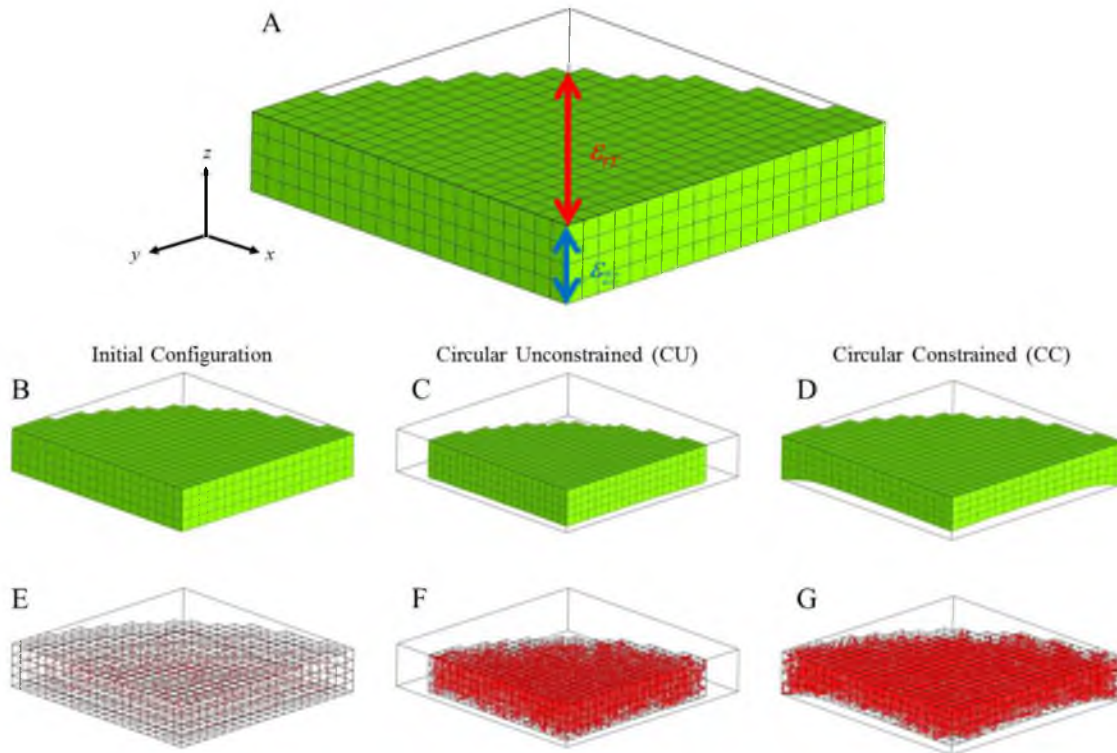 A
z
y
x
Initial Configuration
Circular Unconstrained (CU)
Circular Constrained (CC)
B
C
D
E
F
G